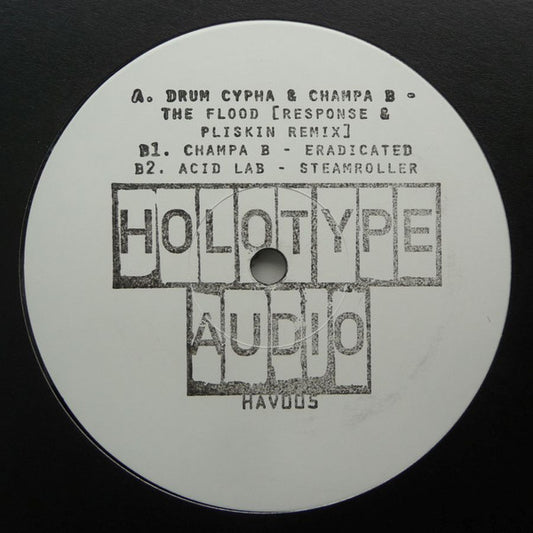 A. DRUM CYPHA & CHAMPA B -
THE FLOOD [RESPONSE &
PLISKIN REMIX]
B1. CHAMPA B - ERADICATED
B2. ACID LAB - STEAMROLLER
HOLOTYPE
AUDIO
HAV005